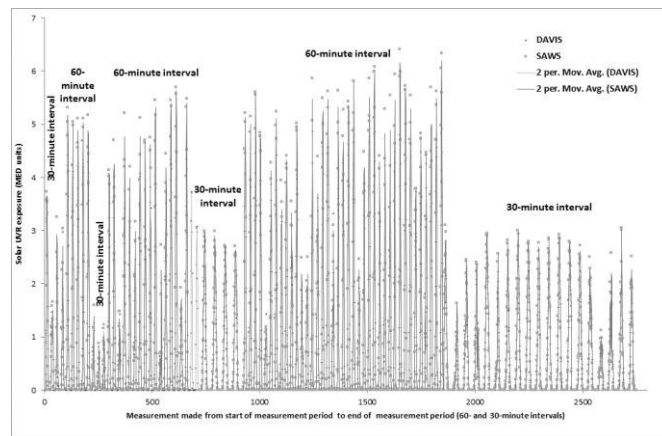 7
6
5
4
3
2
1
0
Solar UVR exposure (MED units)
30-minute interval
60-
minute
interval
30-minute interval
60-minute interval
30-minute
interval
60-minute interval
30-minute interval
DAVIS
SAWS
2 per. Mov. Avg. (DAVIS)
2 per. Mov. Avg. (SAWS)
0
500
1000
1500
2000
2500
Measurement made from start of measurement period to end of measurement period (60- and 30-minute intervals)